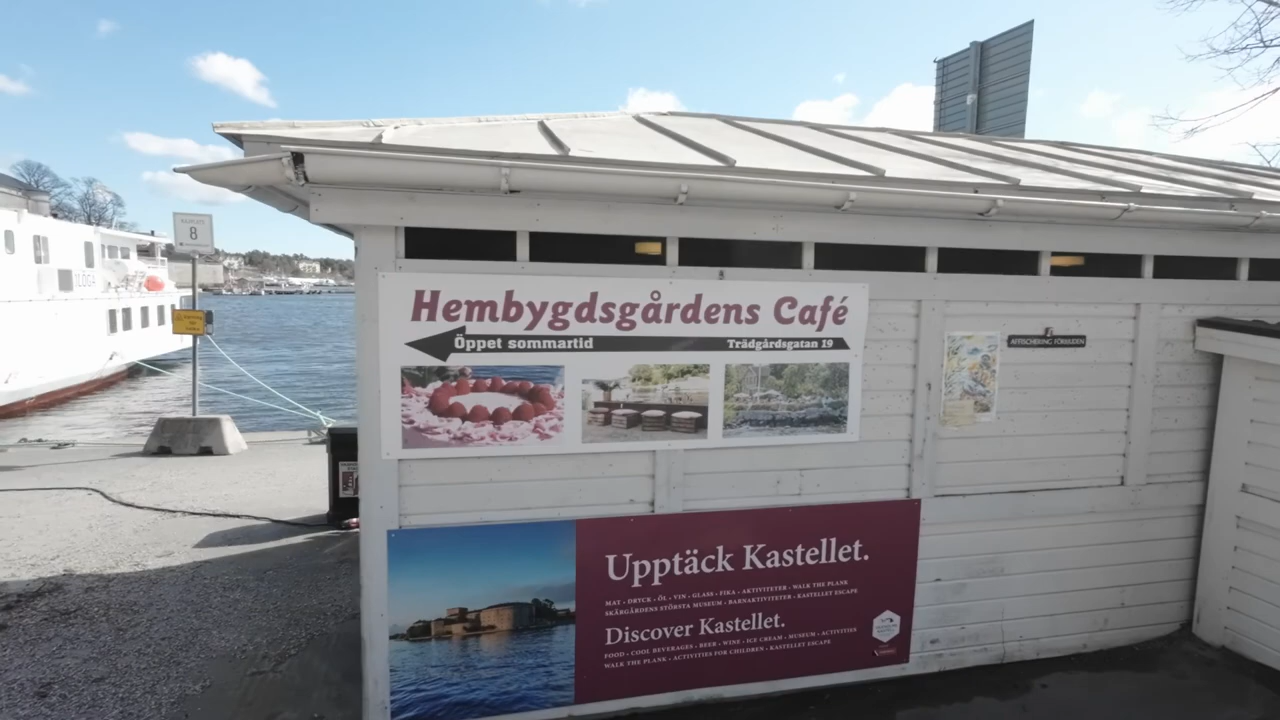 8
Hembygdsgårdens Café
Öppet sommartid
Trädgårdsgatan 19
AFFISCHERING FÖRBJUDEN
Upptäck Kastellet.
MAT • DRYCK • ÖL • VIN • GLASS • FIKA • AKTIVITETER • WALK THE PLANK
SKÄRGÅRDENS STÖRSTA MUSEUM • BARNAKTIVITETER • KASTELLET ESCAPE
Discover Kastellet.
FOOD • COOL BEVERAGES • BEER • WINE • ICE CREAM • MUSEUM • ACTIVITIES
WALK THE PLANK • ACTIVITIES FOR CHILDREN • KASTELLET ESCAPE